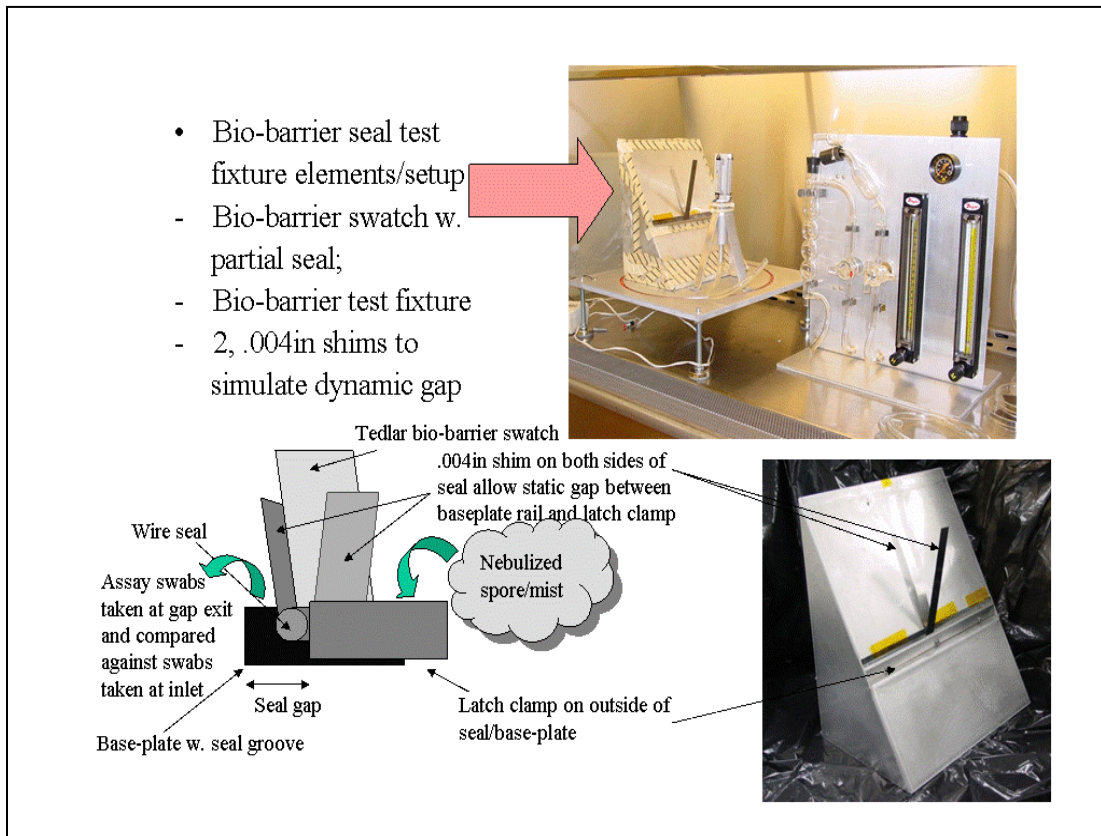 • Bio-barrier seal test
fixture elements/setup
- Bio-barrier swatch w.
partial seal;
- Bio-barrier test fixture
- 2, .004in shims to
simulate dynamic gap
Tedlar bio-barrier swatch
.004in shim on both sides of
seal allow static gap between
baseplate rail and latch clamp
Wire seal
Nebulized
spore/mist
Assay swabs
taken at gap exit
and compared
against swabs
taken at inlet
Seal gap
Latch clamp on outside of
seal/base-plate
Base-plate w. seal groove